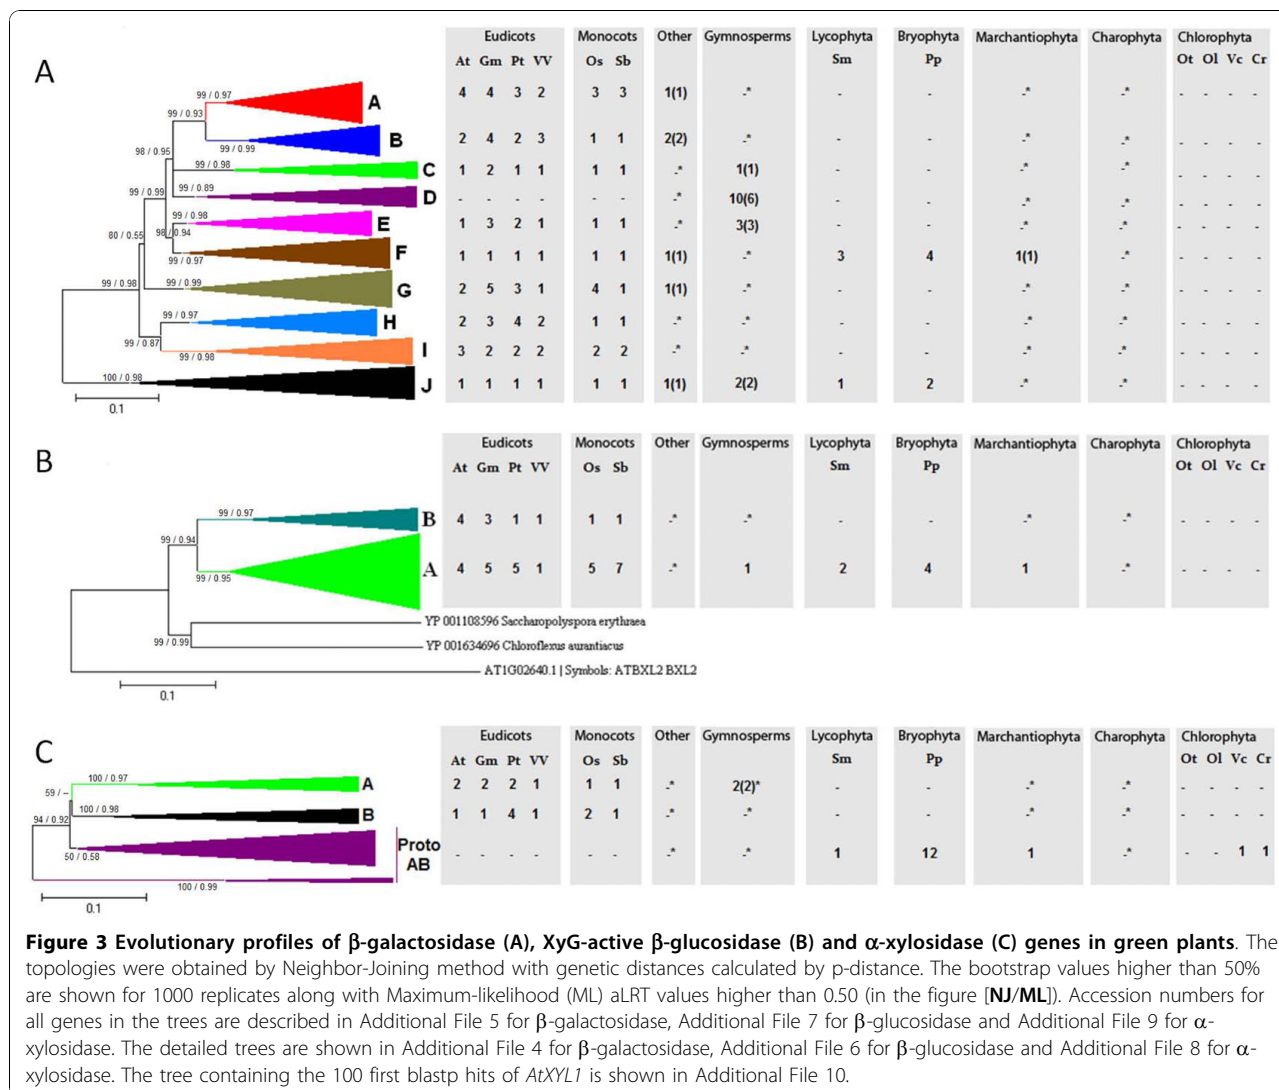 A
Eudicots Monocots Other Gymnosperms Lycophyta Bryophyta Marchantiophyta Charophyta Chlorophyta
At Gm Pt VV Os Sb Sm Pp Ot Ol Vc Cr
99 / 0.97 A 4 4 3 2 3 3 1(1) -* - - -* -* - - - -
99 / 0.93
99 / 0.99 B 2 4 2 3 1 1 2(2) -* - - -* -* - - - -
98 / 0.95
99 / 0.98 C 1 2 1 1 1 1 -* 1(1) - - -* -* - - - -
99 / 0.99
99 / 0.89 D - - - - - - -* 10(6) - - -* -* - - - -
99 / 0.98 E 1 3 2 1 1 1 -* 3(3) - - -* -* - - - -
98 / 0.94
80 / 0.55
99 / 0.97 F 1 1 1 1 1 1 1(1) -* 3 4 1(1) -* - - - -
99 / 0.98
99 / 0.99 G 2 5 3 1 4 1 1(1) -* - - -* -* - - - -
99 / 0.97 H 2 3 4 2 1 1 -* -* - - -* -* - - - -
99 / 0.87
99 / 0.98 I 3 2 2 2 2 2 -* -* - - -* -* - - - -
100 / 0.98 J 1 1 1 1 1 1 1(1) 2(2) 1 2 -* -* - - - -
0.1
B
Eudicots Monocots Other Gymnosperms Lycophyta Bryophyta Marchantiophyta Charophyta Chlorophyta
At Gm Pt VV Os Sb Sm Pp Ot Ol Vc Cr
99 / 0.97 B 4 3 1 1 1 1 -* -* - - -* -* - - - -
99 / 0.94
99 / 0.95 A 4 5 5 1 5 7 -* 1 2 4 1 -* - - - -
YP 001108596 Saccharopolyspora erythraea
99 / 0.99
YP 001634696 Chloroflexus aurantiacus
AT1G02640.1 | Symbols: ATBXL2 BXL2
0.1
C
Eudicots Monocots Other Gymnosperms Lycophyta Bryophyta Marchantiophyta Charophyta Chlorophyta
At Gm Pt VV Os Sb Sm Pp Ot Ol Vc Cr
100 / 0.97 A 2 2 2 1 1 1 -* 2(2)* - - -* -* - - - -
59 / --
100 / 0.98 B 1 1 4 1 2 1 -* -* - - -* -* - - - -
94 / 0.92
50 / 0.58 Proto AB - - - - - - -* -* 1 12 1 -* - - 1 1
100 / 0.99
0.1
Figure 3 Evolutionary profiles of β-galactosidase (A), XyG-active β-glucosidase (B) and α-xylosidase (C) genes in green plants. The
topologies were obtained by Neighbor-Joining method with genetic distances calculated by p-distance. The bootstrap values higher than 50%
are shown for 1000 replicates along with Maximum-likelihood (ML) aLRT values higher than 0.50 (in the figure [NJ/ML]). Accession numbers for
all genes in the trees are described in Additional File 5 for β-galactosidase, Additional File 7 for β-glucosidase and Additional File 9 for α-
xylosidase. The detailed trees are shown in Additional File 4 for β-galactosidase, Additional File 6 for β-glucosidase and Additional File 8 for α-
xylosidase. The tree containing the 100 first blastp hits of AtXYL1 is shown in Additional File 10.